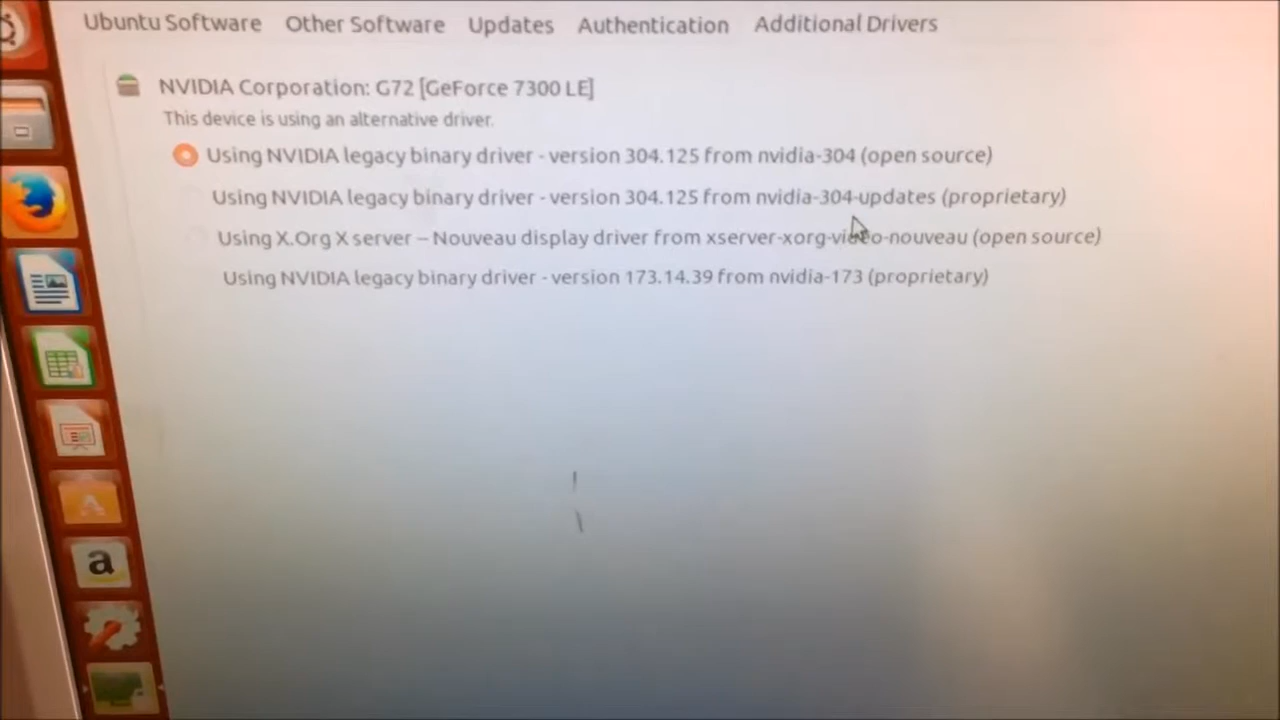 Ubuntu Software Other Software Updates Authentication Additional Drivers
NVIDIA Corporation: G72 [GeForce 7300 LE]
This device is using an alternative driver.
Using NVIDIA legacy binary driver - version 304.125 from nvidia-304 (open source)
Using NVIDIA legacy binary driver - version 304.125 from nvidia-304-updates (proprietary)
Using X.Org X server – Nouveau display driver from xserver-xorg-video-nouveau (open source)
Using NVIDIA legacy binary driver - version 173.14.39 from nvidia-173 (proprietary)
a